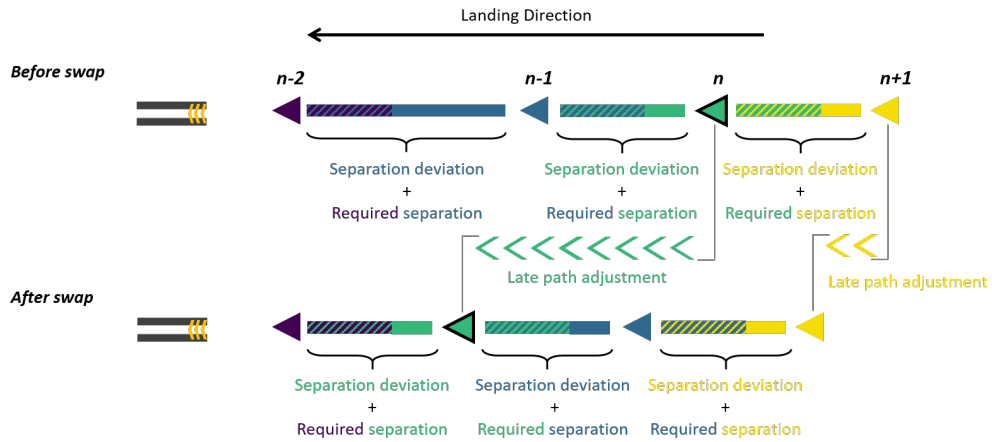 Landing Direction
Before swap
n-2
n-1
n
n+1
Separation deviation
+
Required separation
Separation deviation
+
Required separation
Separation deviation
+
Required separation
Late path adjustment
Late path adjustment
After swap
Separation deviation
+
Required separation
Separation deviation
+
Required separation
Separation deviation
+
Required separation